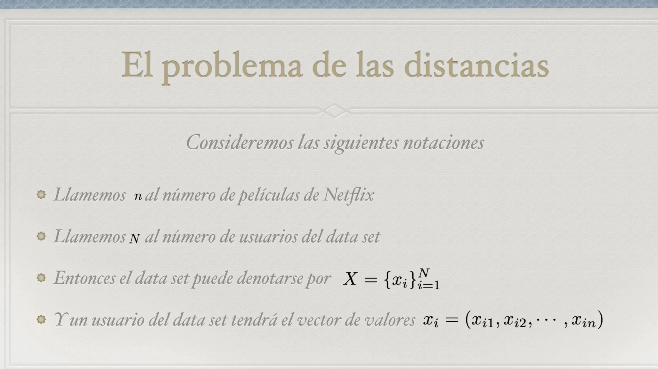 El problema de las distancias
Consideremos las siguientes notaciones
Llamemos n al número de películas de Netflix
Llamemos N al número de usuarios del data set
Entonces el data set puede denotarse por X = {x_i}_{i=1}^N
Y un usuario del data set tendrá el vector de valores x_i = (x_{i1}, x_{i2}, ⋯ , x_{in})